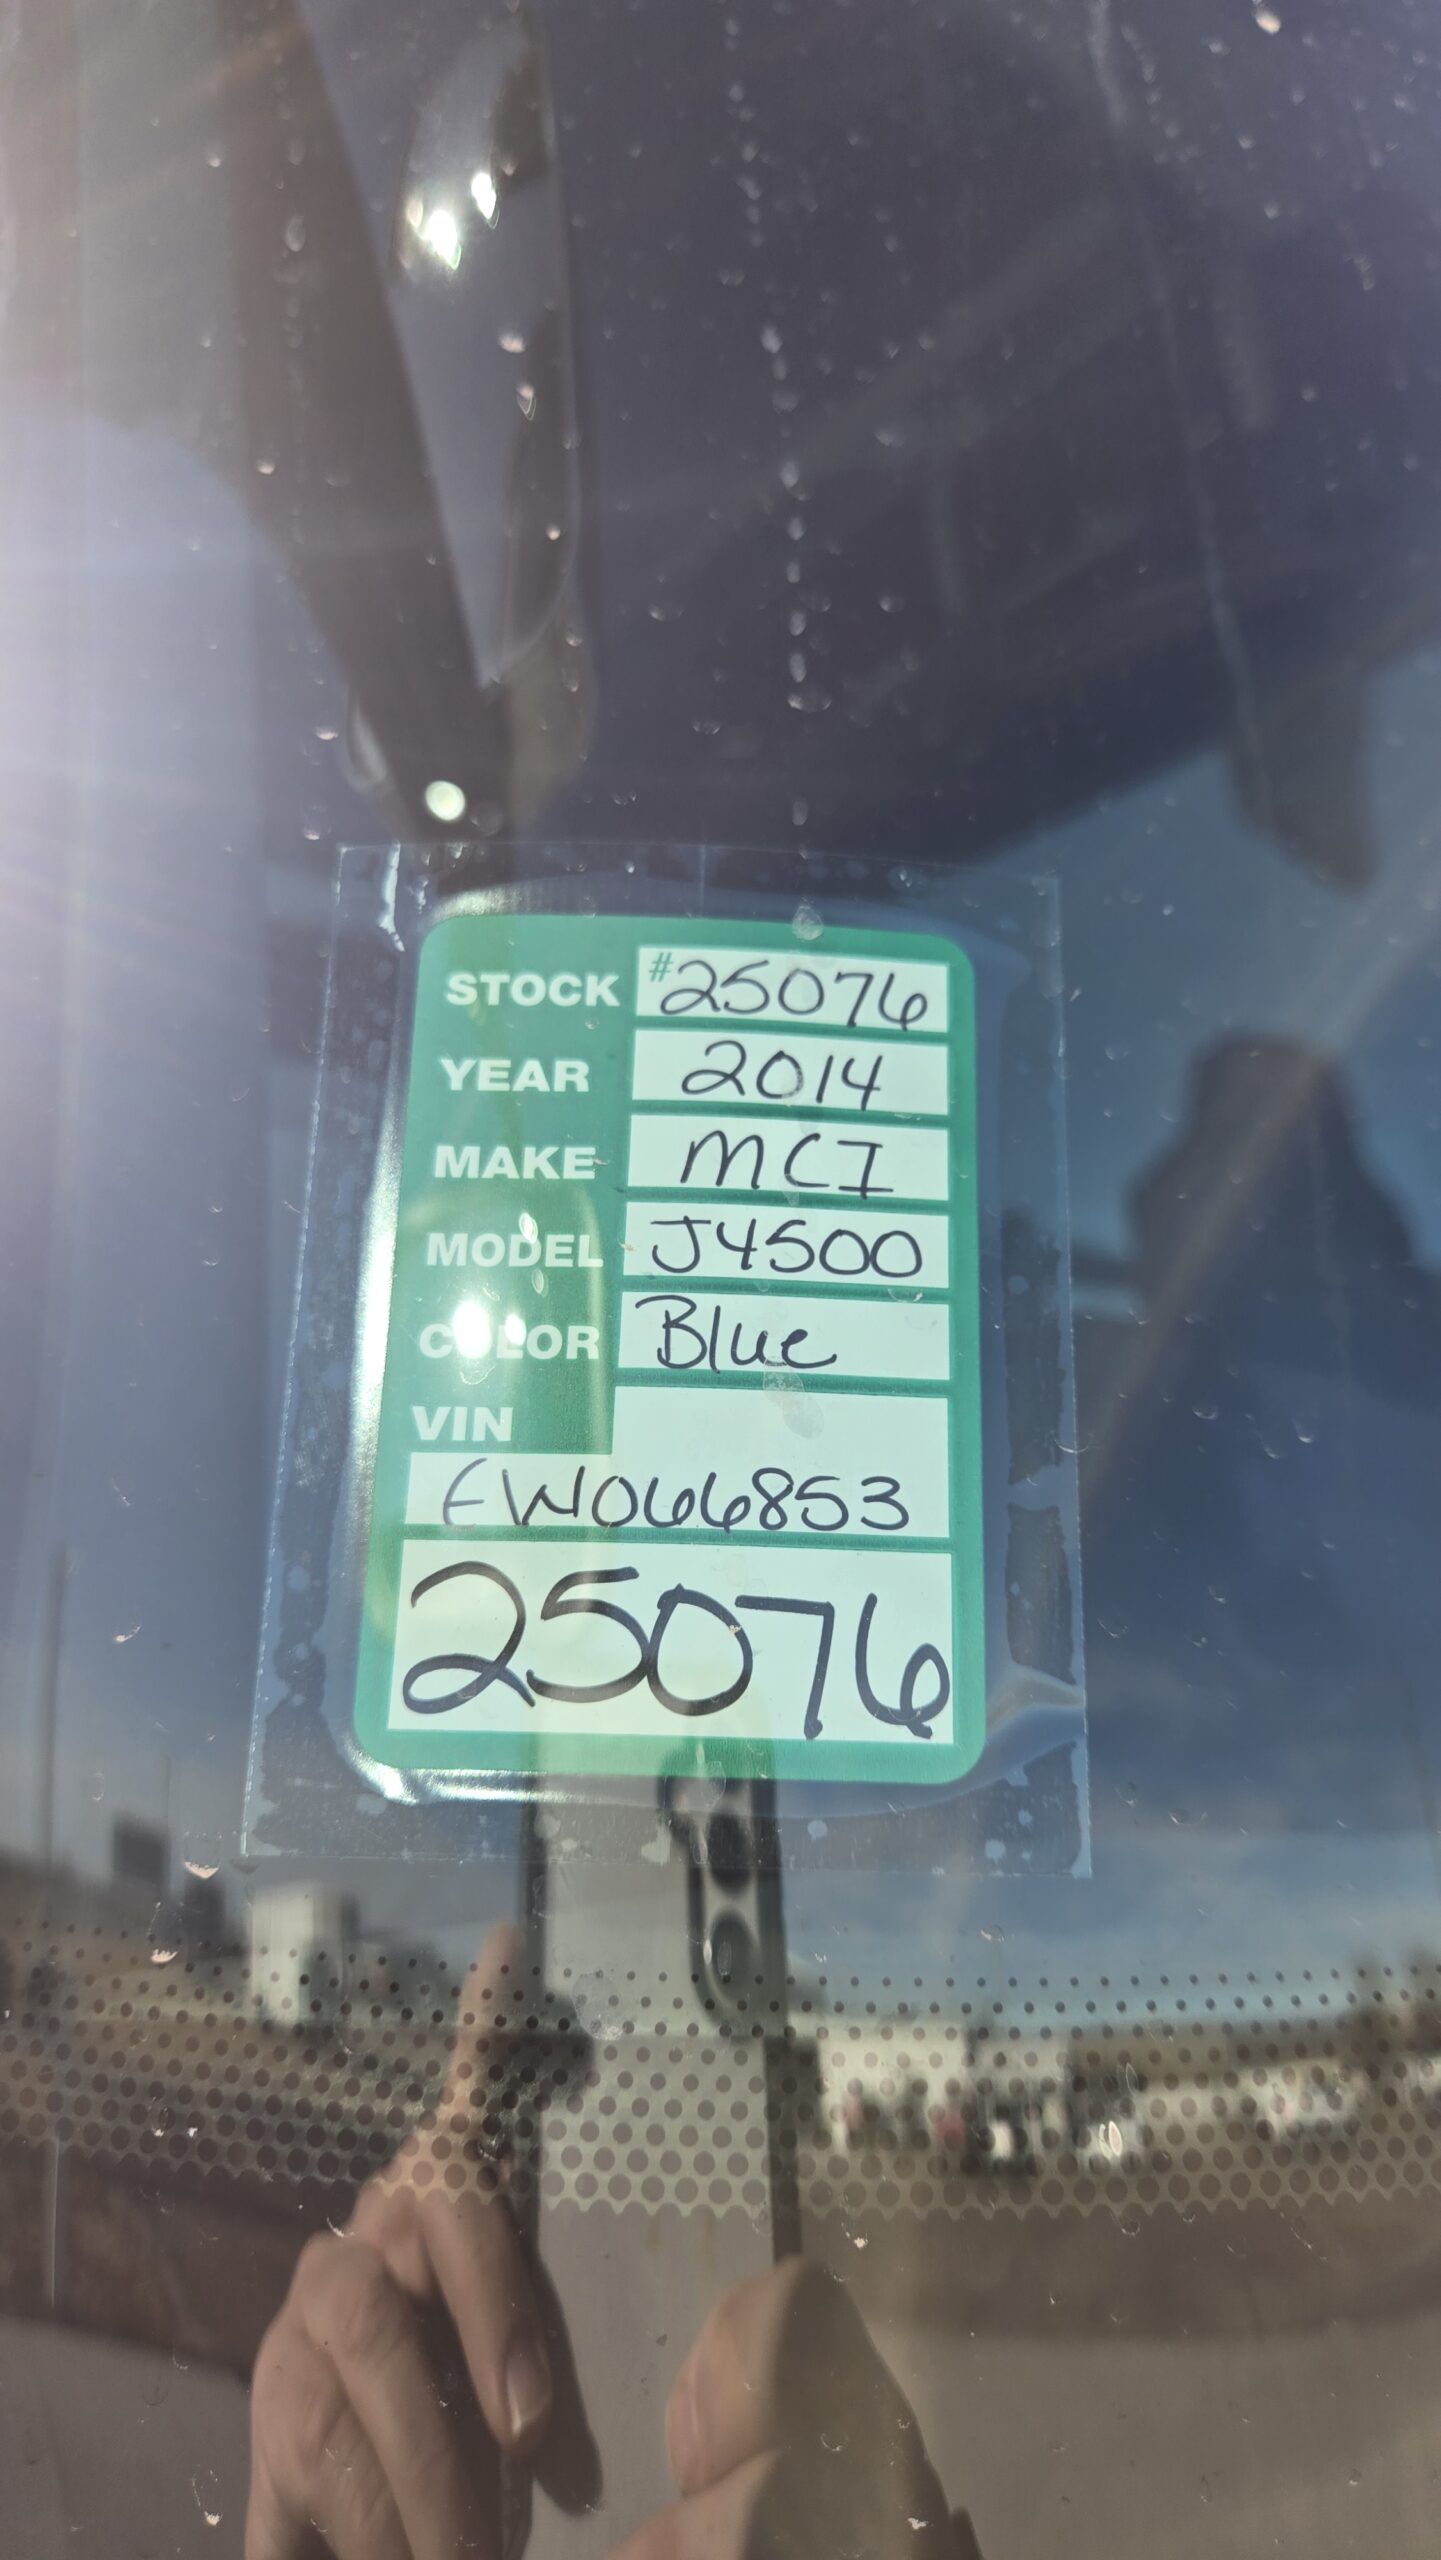 STOCK #25076
YEAR 2014
MAKE MCI
MODEL J4500
COLOR Blue
VIN
EW066853
25076